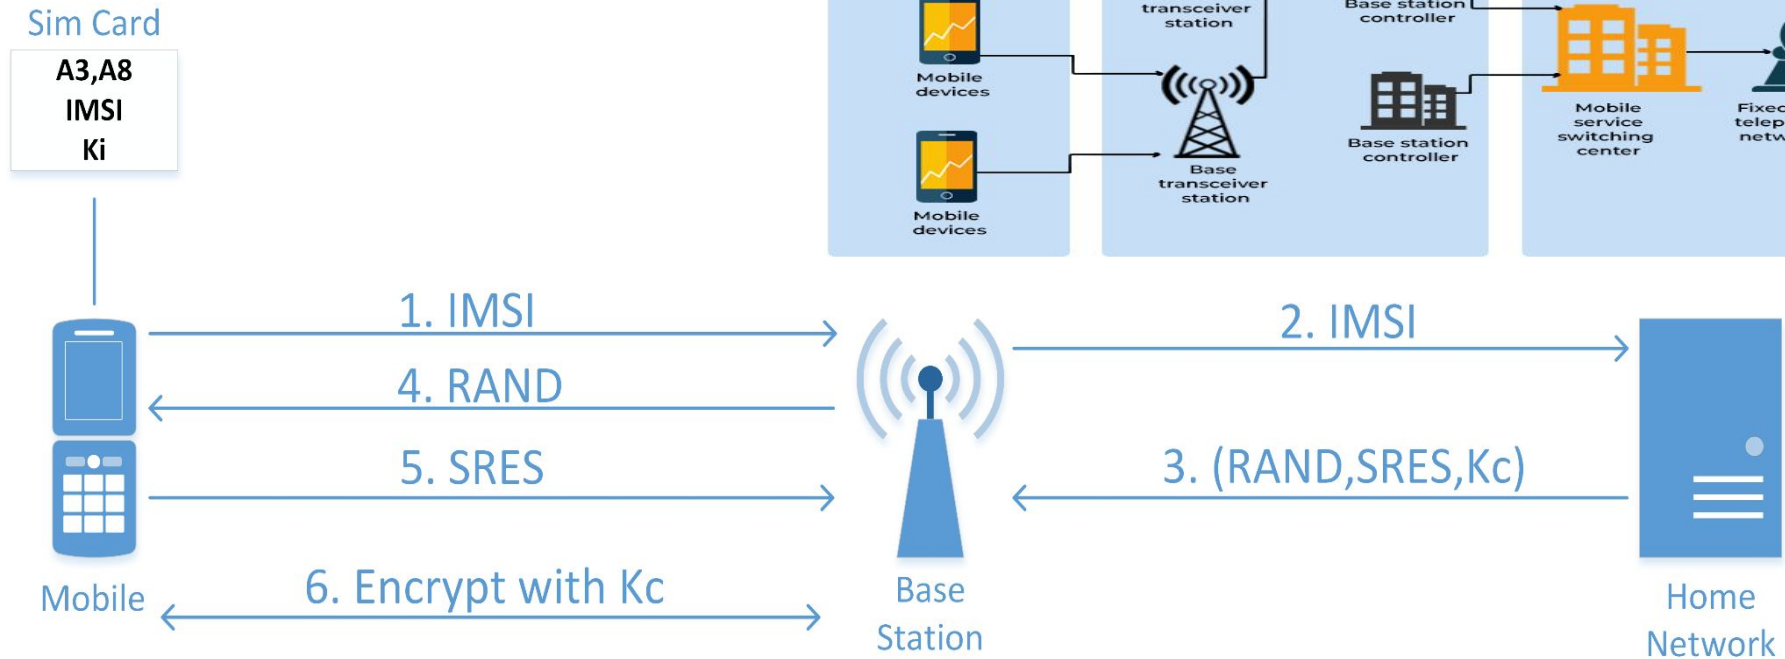 Sim Card
A3,A8
IMSI
Ki
transceiver
station
Base station
controller
Mobile
devices
Base station
controller
Mobile
service
switching
center
Base
transceiver
station
Mobile
devices
1. IMSI
2. IMSI
4. RAND
5. SRES
3. (RAND,SRES,Kc)
6. Encrypt with Kc
Mobile
Base
Station
Home
Network